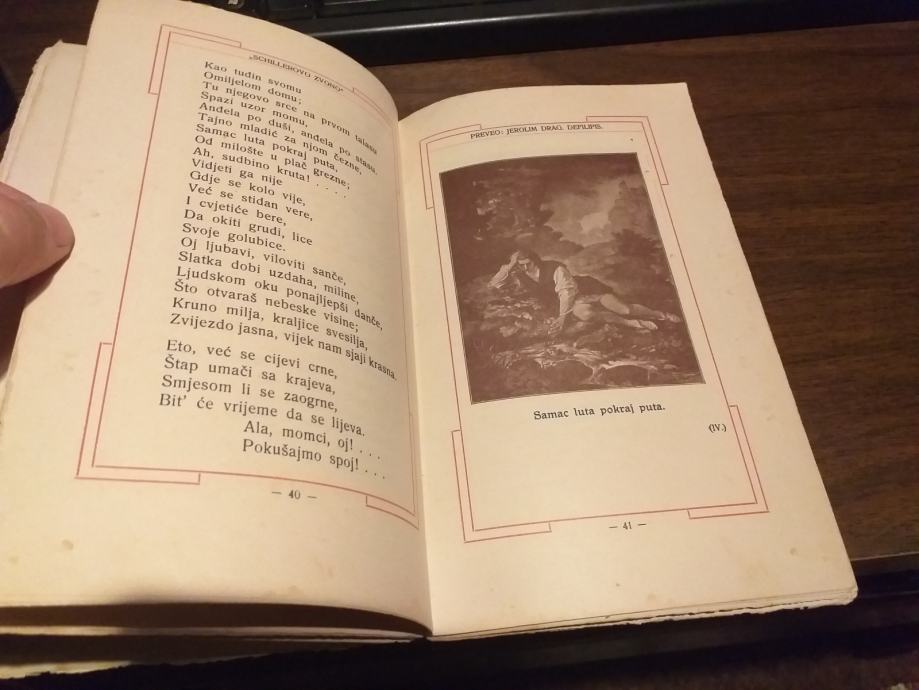 „SCHILLEROVO ZVONO“
Kao tuđin svomu
Omiljelom domu;
Tu njegovo srce na prvom talasu
Spazi uzor momu,
Anđela po duši, anđela po stasu,
Tajno mladić za njom čezne,
Samac luta pokraj puta,
Od milošte u plač grezne;
Ah, sudbino kruta! . . . .
Vidjeti ga nije
Gdje se kolo vije,
Već se stidan vere,
I cvjetiće bere,
Da okiti grudi, lice
Svoje golubice.
Oj ljubavi, viloviti sanče,
Slatka dobi uzdaha, miline,
Ljudskom oku ponajljepši danče,
Što otvaraš nebeske visine;
Kruno milja, kraljice svesilja,
Zvijezdo jasna, vijek nam sjaji krasna.
Eto, već se cijevi crne,
Štap umači sa krajeva,
Smjesom li se zaogrne,
Bit' će vrijeme da se lijeva.
Ala, momci, oj! . . . .
Pokušajmo spoj! . . .
— 40 —
PREVEO: JEROLIM DRAG. DEFILIPIS.
Samac luta pokraj puta.
(IV.)
— 41 —